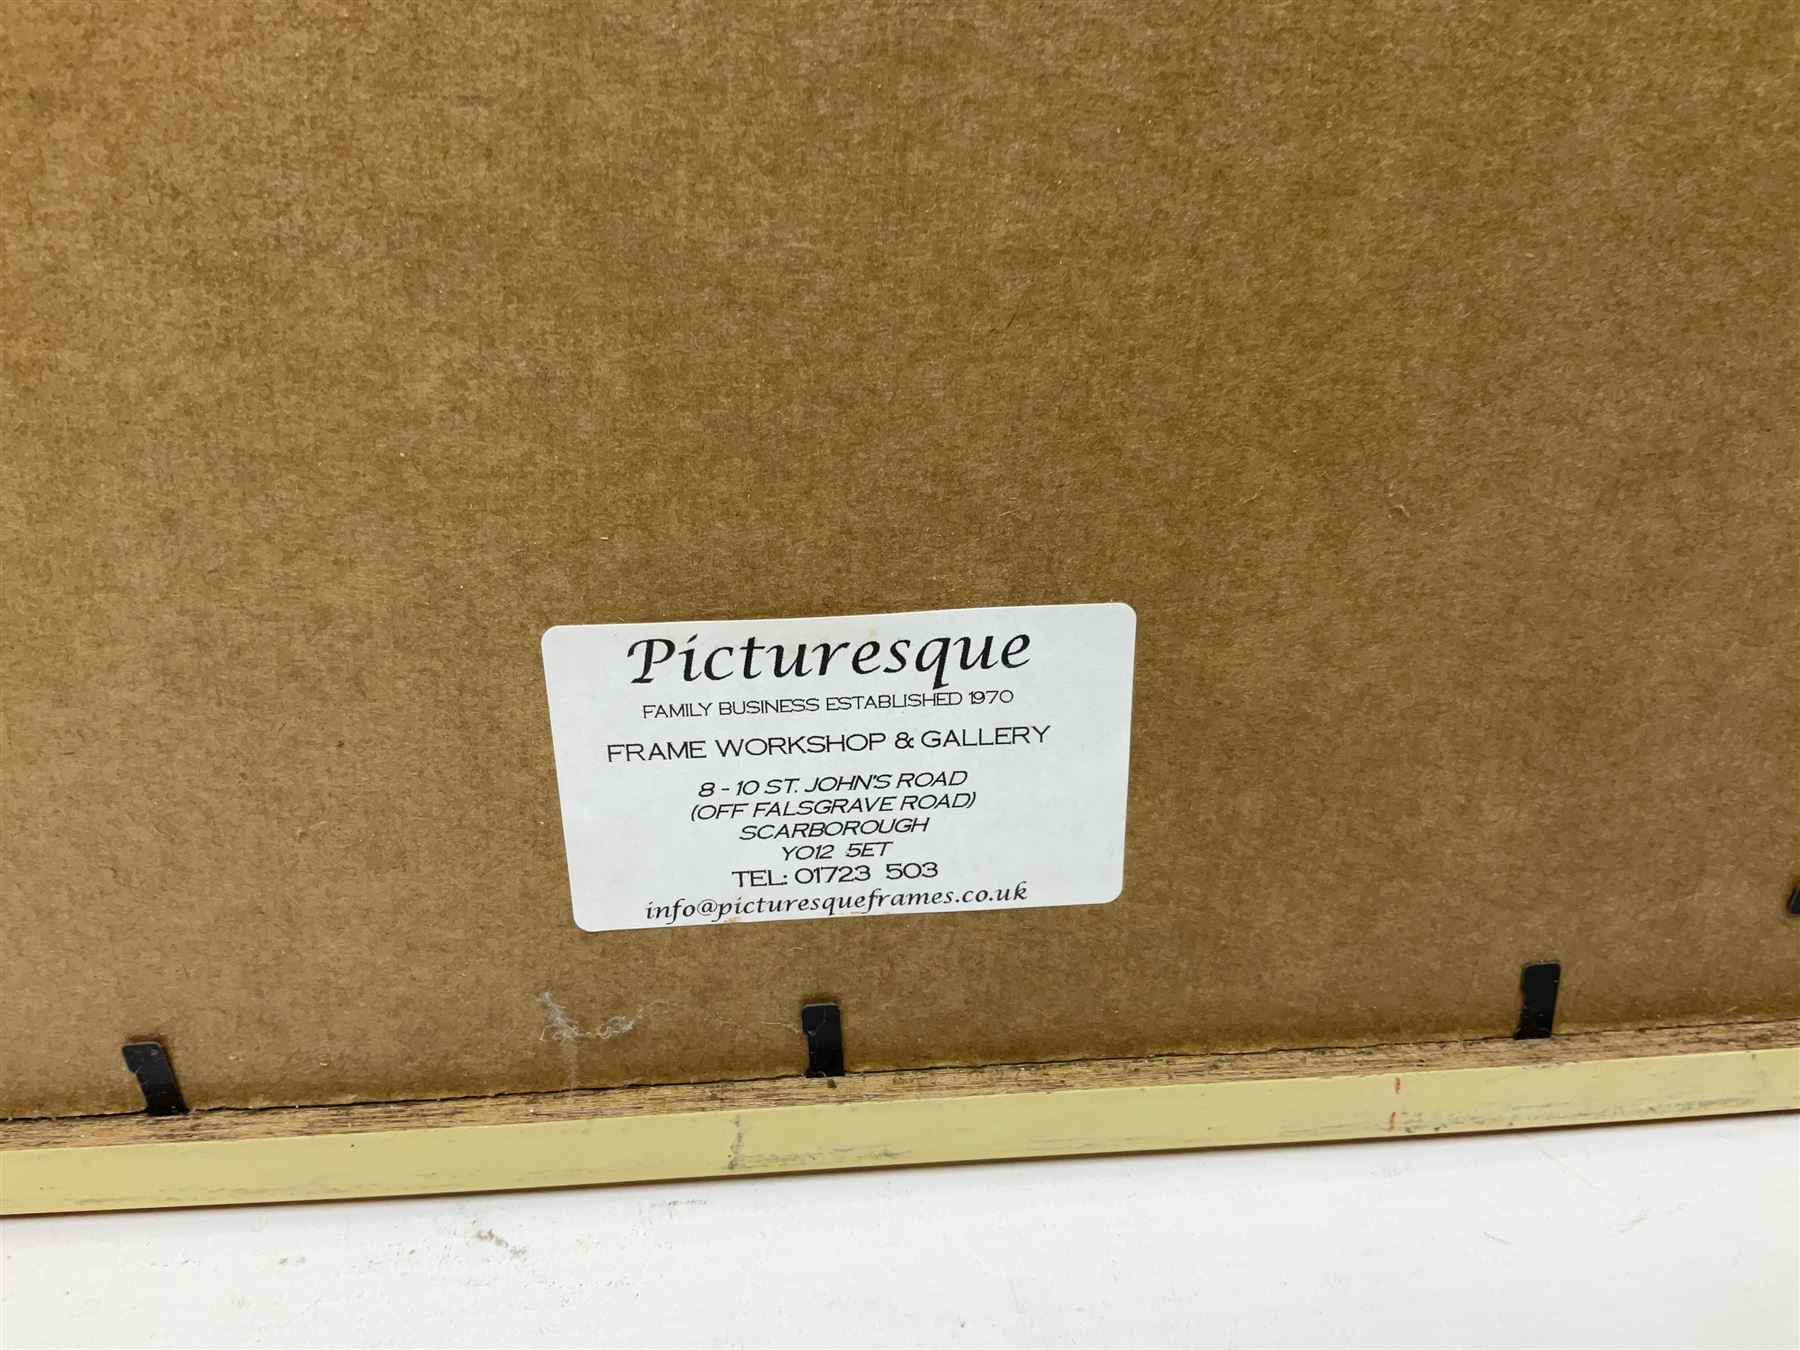 Picturesque
FAMILY BUSINESS ESTABLISHED 1970
FRAME WORKSHOP & GALLERY
8 - 10 ST. JOHN'S ROAD
(OFF FALSGRAVE ROAD)
SCARBOROUGH
YO12 5ET
TEL: 01723 503
info@picturesqueframes.co.uk